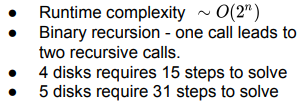 ● Runtime complexity ~ O(2ⁿ)
● Binary recursion - one call leads to
two recursive calls.
● 4 disks requires 15 steps to solve
● 5 disks require 31 steps to solve